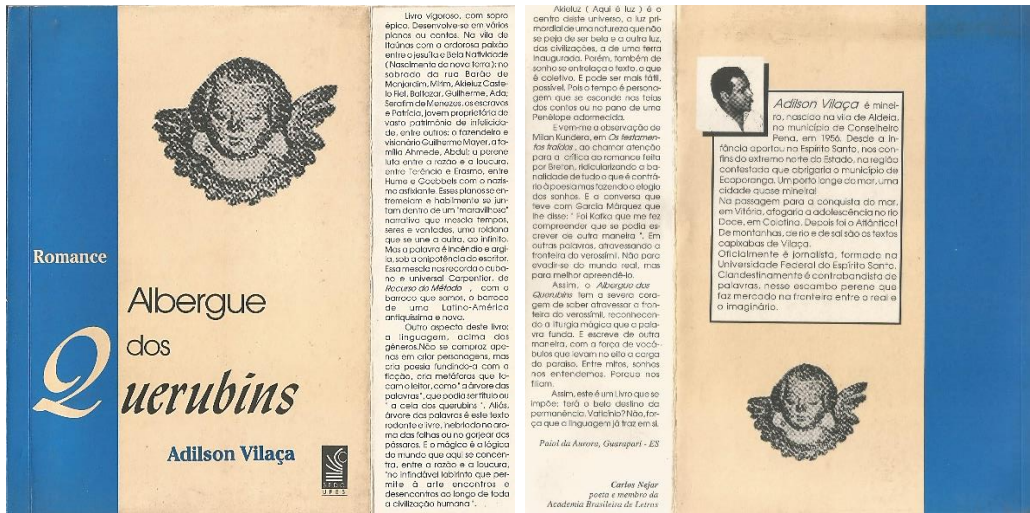 Romance
Albergue
dos
Querubins
Adilson Vilaça
UFES
Livro vigoroso, com sopro
épico. Desenvolve-se em vários
planos ou contos. Na vila de
Itaúnas com a ardorosa paixão
entre o jesuíta e Bela Natividade
(Nascimento da nova terra); no
sobrado da rua Barão de
Monjardim, Mirim, Akieluz Caste-
lo Fiel, Baltazar, Guilherme, Ada;
Serafim de Menezes, os escravos
e Patrícia, jovem proprietária de
vasto patrimônio de infelicida-
de, entre outros; o fazendeiro e
visionário Guilherme Mayer, a fa-
mília Ahmede, Abdul; a perene
luta entre a razão e a loucura,
entre Terêncio e Erasmo, entre
Hume e Goebbels com o nazis-
mo asfixiante. Esses planos se en-
tremeiam e habilmente se jun-
tam dentro de um "maravilhoso"
narrativo que mescla tempos,
seres e vontades, uma roldana
que se une a outra, ao infinito.
Mas a palavra é incêndio e argi-
la, sob a onipotência do escritor.
Essa mescla nos recorda o cuba-
no e universal Carpentier, de
Recurso do Método , com o
barroco que somos, o barroco
de uma Latino-América
antiquíssima e nova.
Outro aspecto deste livro:
a linguagem, acima dos
gêneros.Não se compraz ape-
nas em criar personagens, mas
cria poesia fundindo-a com a
ficção, cria metáforas que to-
cam o leitor, como " a árvore das
palavras", que podia ser título ou
" a ceia dos querubins ". Aliás,
árvore das palavras é este texto
rodante e livre, inebriado no aro-
ma das folhas ou no gorjear dos
pássaros. E o mágico é a lógica
do mundo que aqui se concen-
tra, entre a razão e a loucura,
"no infindável labirinto que per-
mite à arte encontros e
desencontros ao longo de toda
a civilização humana ".
Akieluz ( Aqui é luz ) é o
centro deste universo, a luz pri-
mordial de uma natureza que não
se peja de ser bela e a outra luz,
das civilizações, a de uma terra
inaugurada. Porém, também de
sonho se entrelaça o texto, o que
é coletivo. E pode ser mais tátil,
possível. Pois o tempo é persona-
gem que se esconde nas teias
dos contos ou no pano de uma
Penélope adormecida.
E vem-me a observação de
Milan Kundera, em Os testamen-
tos traídos , ao chamar atenção
para a crítica ao romance feita
por Breton, ridicularizando a ba-
nalidade de tudo o que é contrá-
rio à poesia mas fazendo o elogio
dos sonhos. E a conversa que
teve com Garcia Márquez que
lhe disse: " Foi Kafka que me fez
compreender que se podia es-
crever de outra maneira ". Em
outras palavras, atravessando a
fronteira do verossímil. Não para
evadir-se do mundo real, mas
para melhor apreendê-lo.
Assim, o Albergue dos
Querubins tem a severa cora-
gem de saber atravessar a fron-
teira do verossímil, reconhecen-
do a liturgia mágica que a pala-
vra funda. E escreve de outra
maneira, com a força de vocá-
bulos que levam no elo a carga
do paraíso. Entre mitos, sonhos
nos entendemos. Porque nos
filiam.
Assim, este é um Livro que se
impõe: terá o belo destino da
permanência. Vaticínio? Não, for-
ça que a linguagem já traz em si.
Paiol da Aurora, Guarapari - ES
Carlos Nejar
poeta e membro da
Academia Brasileira de Letras
Adilson Vilaça é minei-
ro, nascido na vila de Aldeia,
no município de Conselheiro
Pena, em 1956. Desde a in-
fância aportou no Espírito Santo, nos con-
fins do extremo norte do Estado, na região
contestada que abrigaria o município de
Ecoporanga. Um porto longe do mar, uma
cidade quase mineira!
Na passagem para a conquista do mar,
em Vitória, afogaria a adolescência no rio
Doce, em Colatina. Depois foi o Atlântico!
De montanhas, de rio e de sal são os textos
capixabas de Vilaça.
Oficialmente é jornalista, formado na
Universidade Federal do Espírito Santo.
Clandestinamente é contrabandista de
palavras, nesse escambo perene que
faz mercado na fronteira entre a real e
o imaginário.